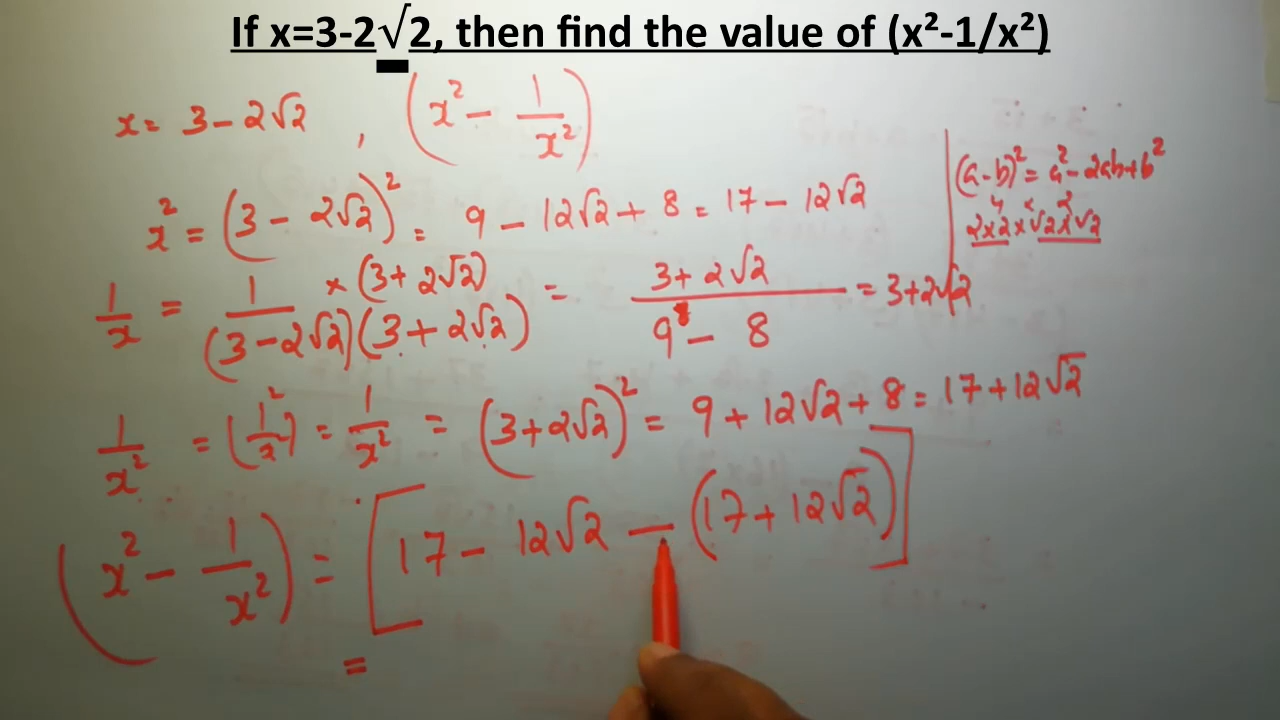 If x=3-2√2, then find the value of (x²-1/x²)
x = 3 - 2√2 , (x² - 1/x²)
(a-b)² = a² - 2ab + b²
4 × 2
2×2×√2×√2
x² = (3 - 2√2)² = 9 - 12√2 + 8 = 17 - 12√2
1/x = 1/(3-2√2) × (3+2√2)/(3+2√2) = (3+2√2)/(9 - 8) = 3+2√2
1/x² = (1/x)² = 1/x² = (3+2√2)² = 9 + 12√2 + 8 = 17 + 12√2
(x² - 1/x²) = [17 - 12√2 - (17 + 12√2)]
=